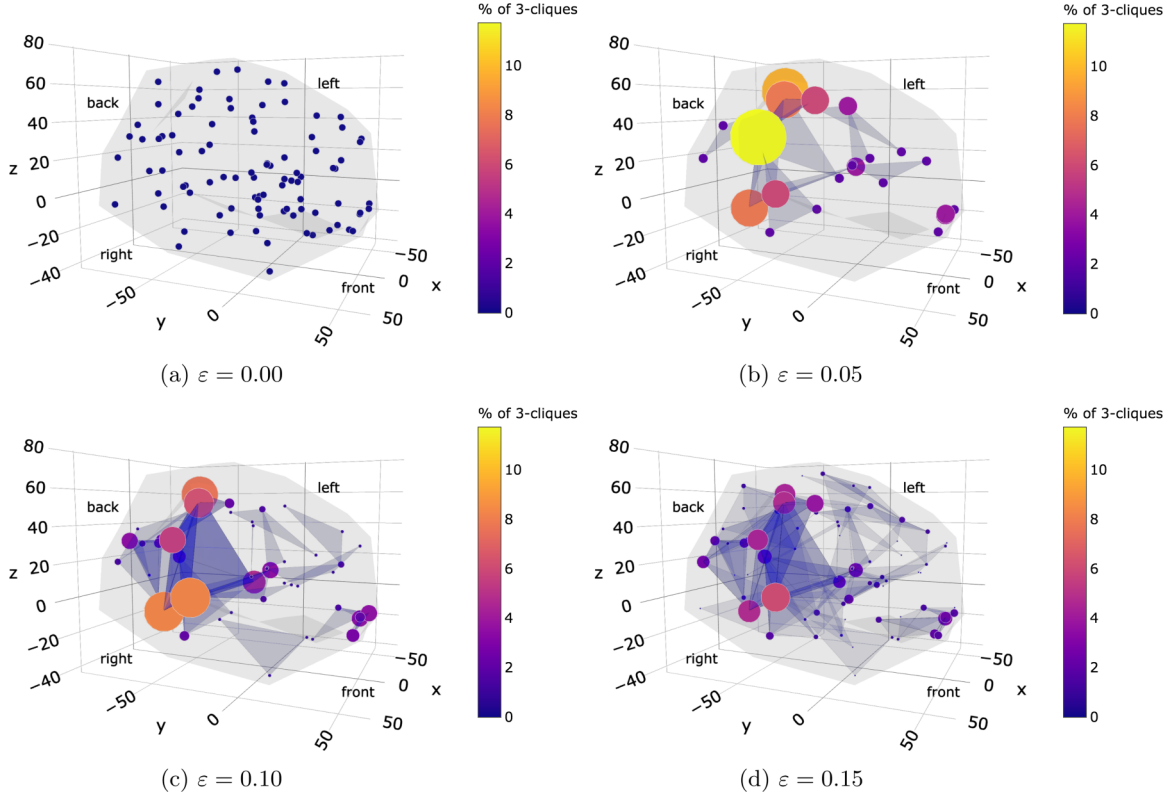 % of 3-cliques
80
60
40
20
z
0
−20
−40
back
left
right
front
−50
0
50
y
−50
0
50
x
10
8
6
4
2
0
(a) ε = 0.00
% of 3-cliques
80
60
40
20
z
0
−20
−40
back
left
right
front
−50
0
50
y
−50
0
50
x
10
8
6
4
2
0
(b) ε = 0.05
% of 3-cliques
80
60
40
20
z
0
−20
−40
back
left
right
front
−50
0
50
y
−50
0
50
x
10
8
6
4
2
0
(c) ε = 0.10
% of 3-cliques
80
60
40
20
z
0
−20
−40
back
left
right
front
−50
0
50
y
−50
0
50
x
10
8
6
4
2
0
(d) ε = 0.15